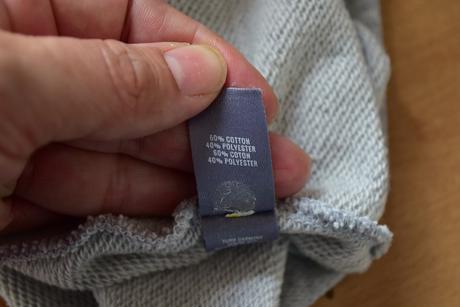 60% COTTON
40% POLYESTER
60% COTON
40% POLYESTER